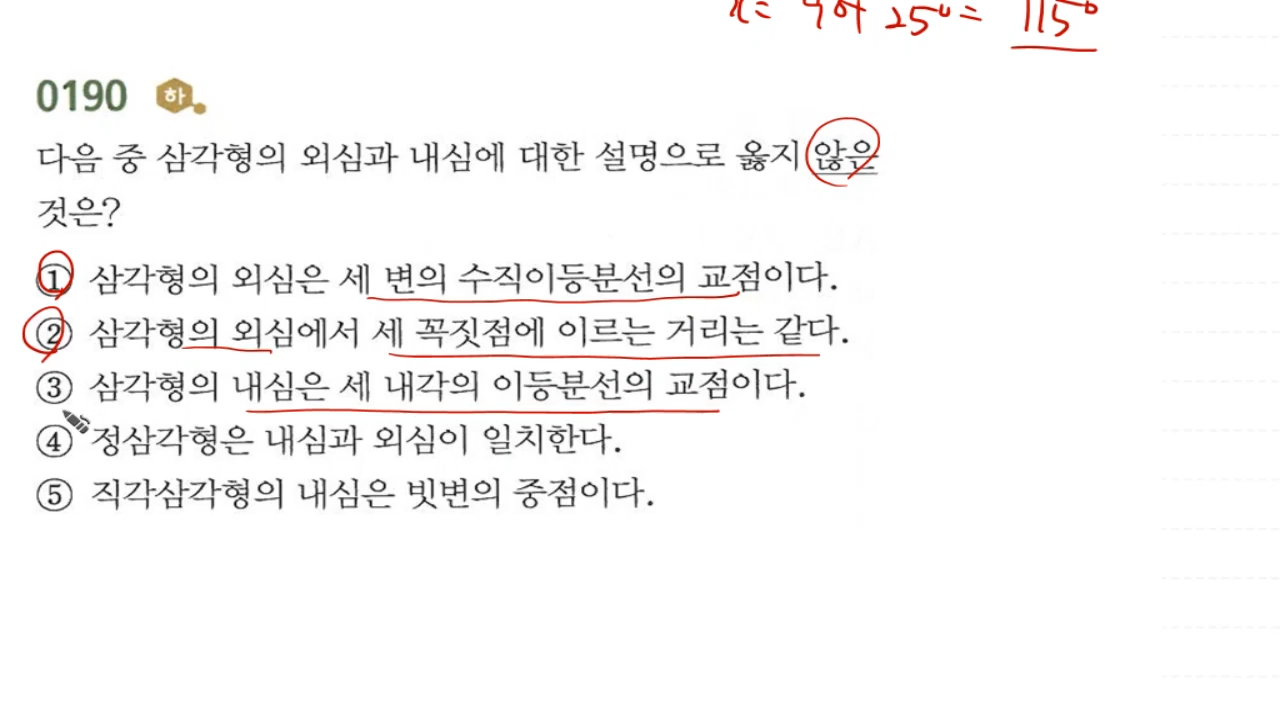 x = 90+ 25° = 115°
0190 하
다음 중 삼각형의 외심과 내심에 대한 설명으로 옳지 않은
것은?
① 삼각형의 외심은 세 변의 수직이등분선의 교점이다.
② 삼각형의 외심에서 세 꼭짓점에 이르는 거리는 같다.
③ 삼각형의 내심은 세 내각의 이등분선의 교점이다.
④ 정삼각형은 내심과 외심이 일치한다.
⑤ 직각삼각형의 내심은 빗변의 중점이다.